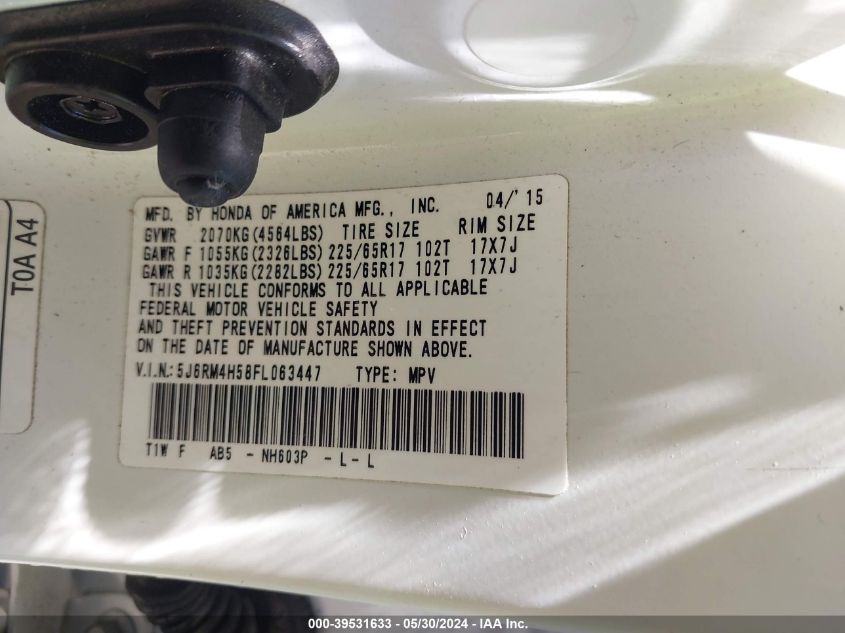 T0A A4
MFD. BY HONDA OF AMERICA MFG., INC. 04/'15
GVWR 2070KG(4564LBS) TIRE SIZE RIM SIZE
GAWR F 1055KG(2326LBS) 225/65R17 102T 17X7J
GAWR R 1035KG(2282LBS) 225/65R17 102T 17X7J
THIS VEHICLE CONFORMS TO ALL APPLICABLE
FEDERAL MOTOR VEHICLE SAFETY
AND THEFT PREVENTION STANDARDS IN EFFECT
ON THE DATE OF MANUFACTURE SHOWN ABOVE.
V.I.N.: 5J6RM4H58FL063447 TYPE: MPV
T1W F AB5 - NH603P - L - L
000-39531633 - 05/30/2024 - IAA Inc.